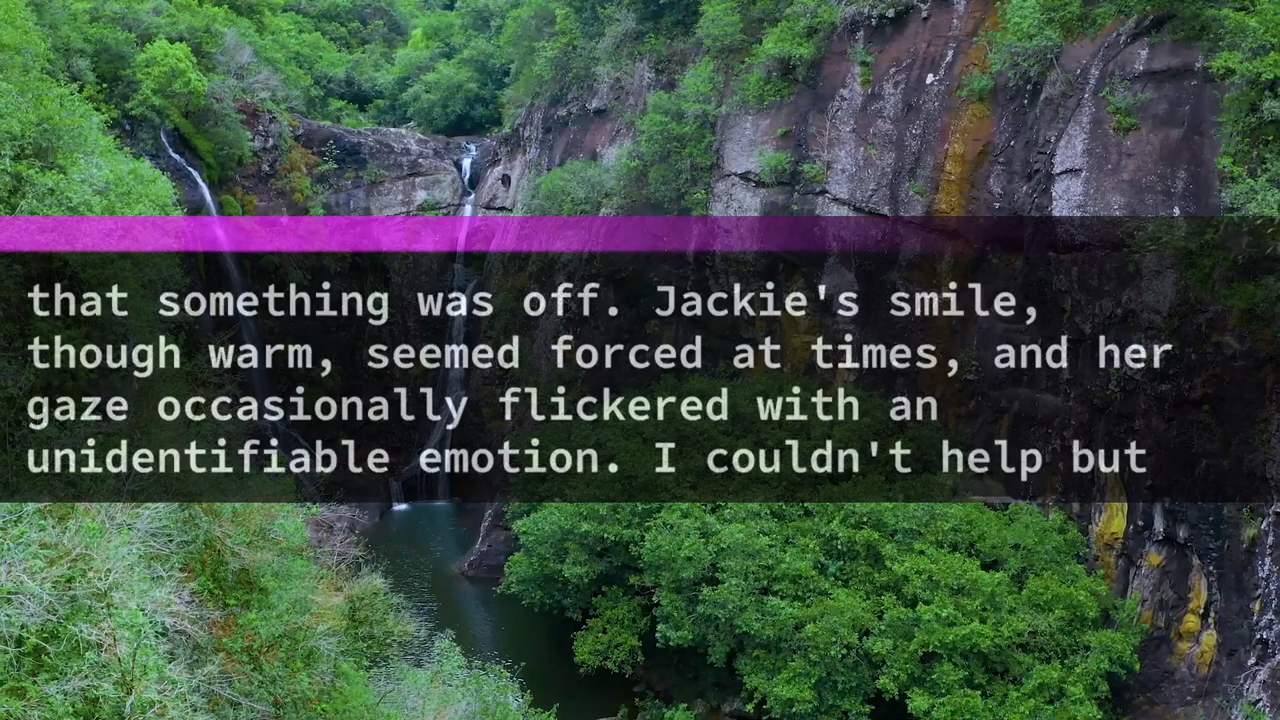 that something was off. Jackie's smile,
though warm, seemed forced at times, and her
gaze occasionally flickered with an
unidentifiable emotion. I couldn't help but